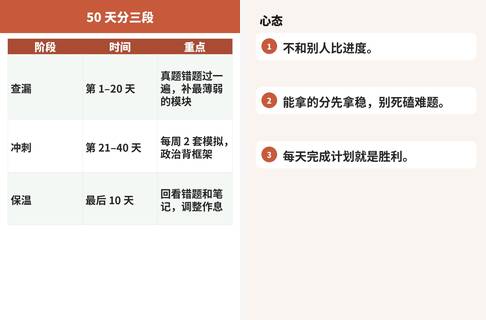 50 天分三段
阶段 时间 重点
查漏 第 1–20 天 真题错题过一
遍，补最薄弱
的模块
冲刺 第 21–40 天 每周 2 套模拟，
政治背框架
保温 最后 10 天 回看错题和笔
记，调整作息
心态
1 不和别人比进度。
2 能拿的分先拿稳，别死磕难题。
3 每天完成计划就是胜利。